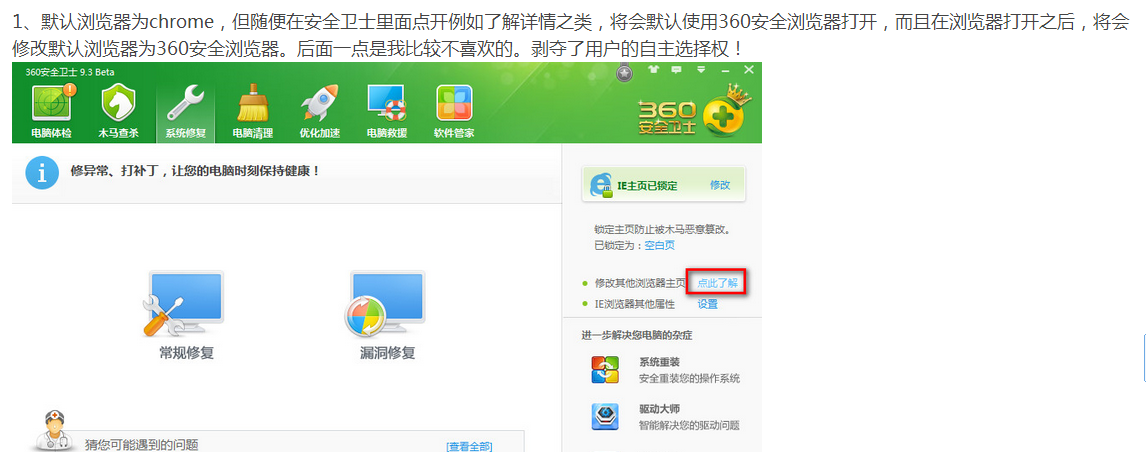 1、默认浏览器为chrome，但随便在安全卫士里面点开例如了解详情之类，将会默认使用360安全浏览器打开，而且在浏览器打开之后，将会
修改默认浏览器为360安全浏览器。后面一点是我比较不喜欢的。剥夺了用户的自主选择权！
360安全卫士 9.3 Beta
电脑体检
木马查杀
系统修复
电脑清理
优化加速
电脑救援
软件管家
360
安全卫士
修异常、打补丁，让您的电脑时刻保持健康！
IE主页已锁定 修改
锁定主页防止被木马恶意篡改。
已锁定为：空白页
修改其他浏览器主页 点此了解
IE浏览器其他属性 设置
常规修复
漏洞修复
进一步解决您电脑的杂症
系统重装
安全重装您的操作系统
驱动大师
智能解决您的驱动问题
猜您可能遇到的问题 [查看全部]